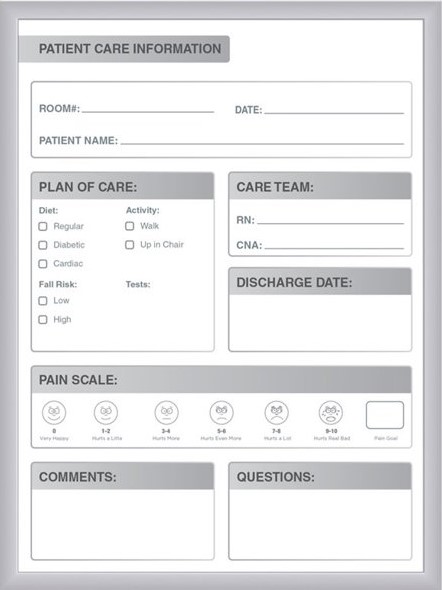 PATIENT CARE INFORMATION
ROOM#:
DATE:
PATIENT NAME:
PLAN OF CARE:
Diet:
Regular
Diabetic
Cardiac
Activity:
Walk
Up in Chair
Fall Risk:
Low
High
Tests:
CARE TEAM:
RN:
CNA:
DISCHARGE DATE:
PAIN SCALE:
0
Very Happy
1-2
Hurts a Little
3-4
Hurts More
5-6
Hurts Even More
7-8
Hurts a Lot
9-10
Hurts Real Bad
Pain Goal
COMMENTS:
QUESTIONS: